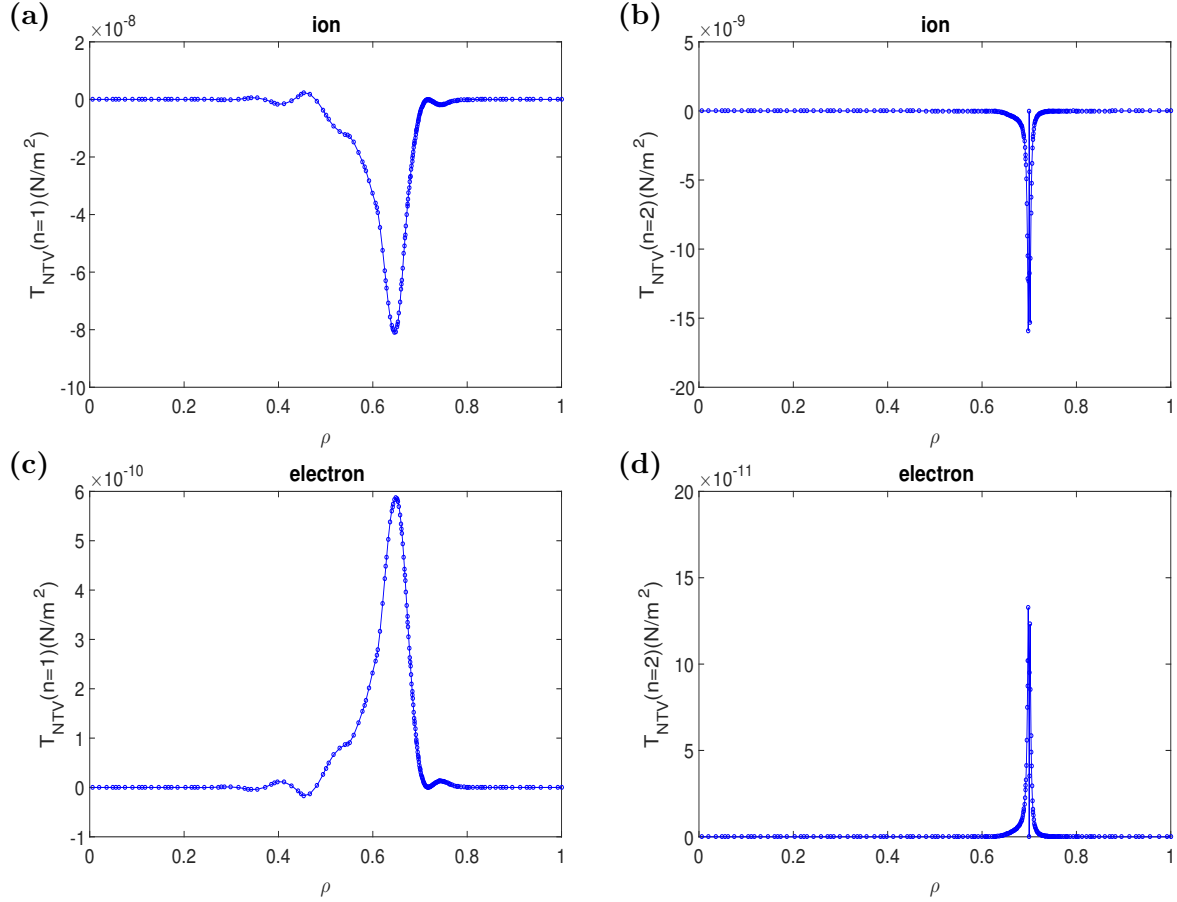 (a)
ion
×10⁻⁸
2
0
-2
-4
-6
-8
-10
T_NTV(n=1)(N/m²)
0 0.2 0.4 0.6 0.8 1
ρ
(b)
ion
×10⁻⁹
5
0
-5
-10
-15
-20
T_NTV(n=2)(N/m²)
0 0.2 0.4 0.6 0.8 1
ρ
(c)
electron
×10⁻¹⁰
6
5
4
3
2
1
0
-1
T_NTV(n=1)(N/m²)
0 0.2 0.4 0.6 0.8 1
ρ
(d)
electron
×10⁻¹¹
20
15
10
5
0
T_NTV(n=2)(N/m²)
0 0.2 0.4 0.6 0.8 1
ρ